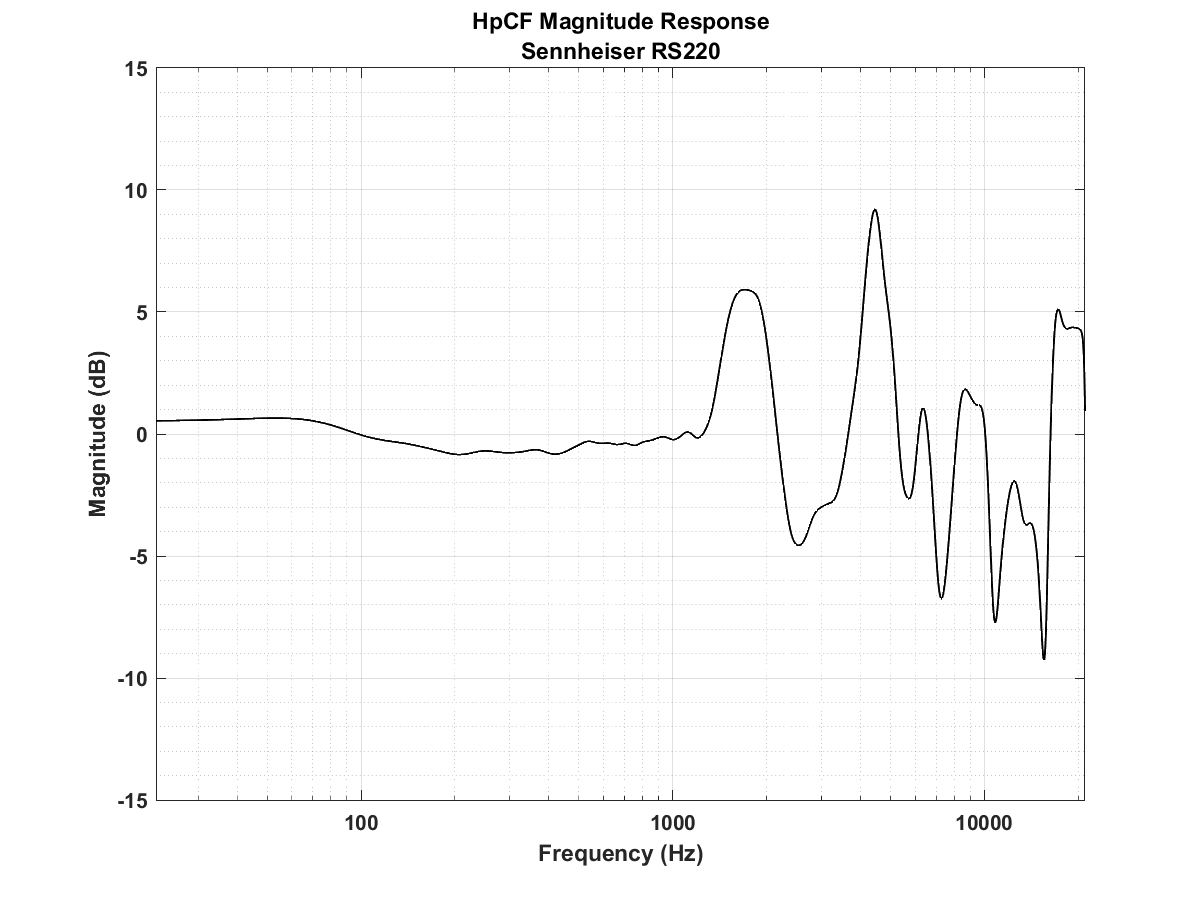 HpCF Magnitude Response
Sennheiser RS220
15
10
5
0
-5
-10
-15
Magnitude (dB)
100
1000
10000
Frequency (Hz)